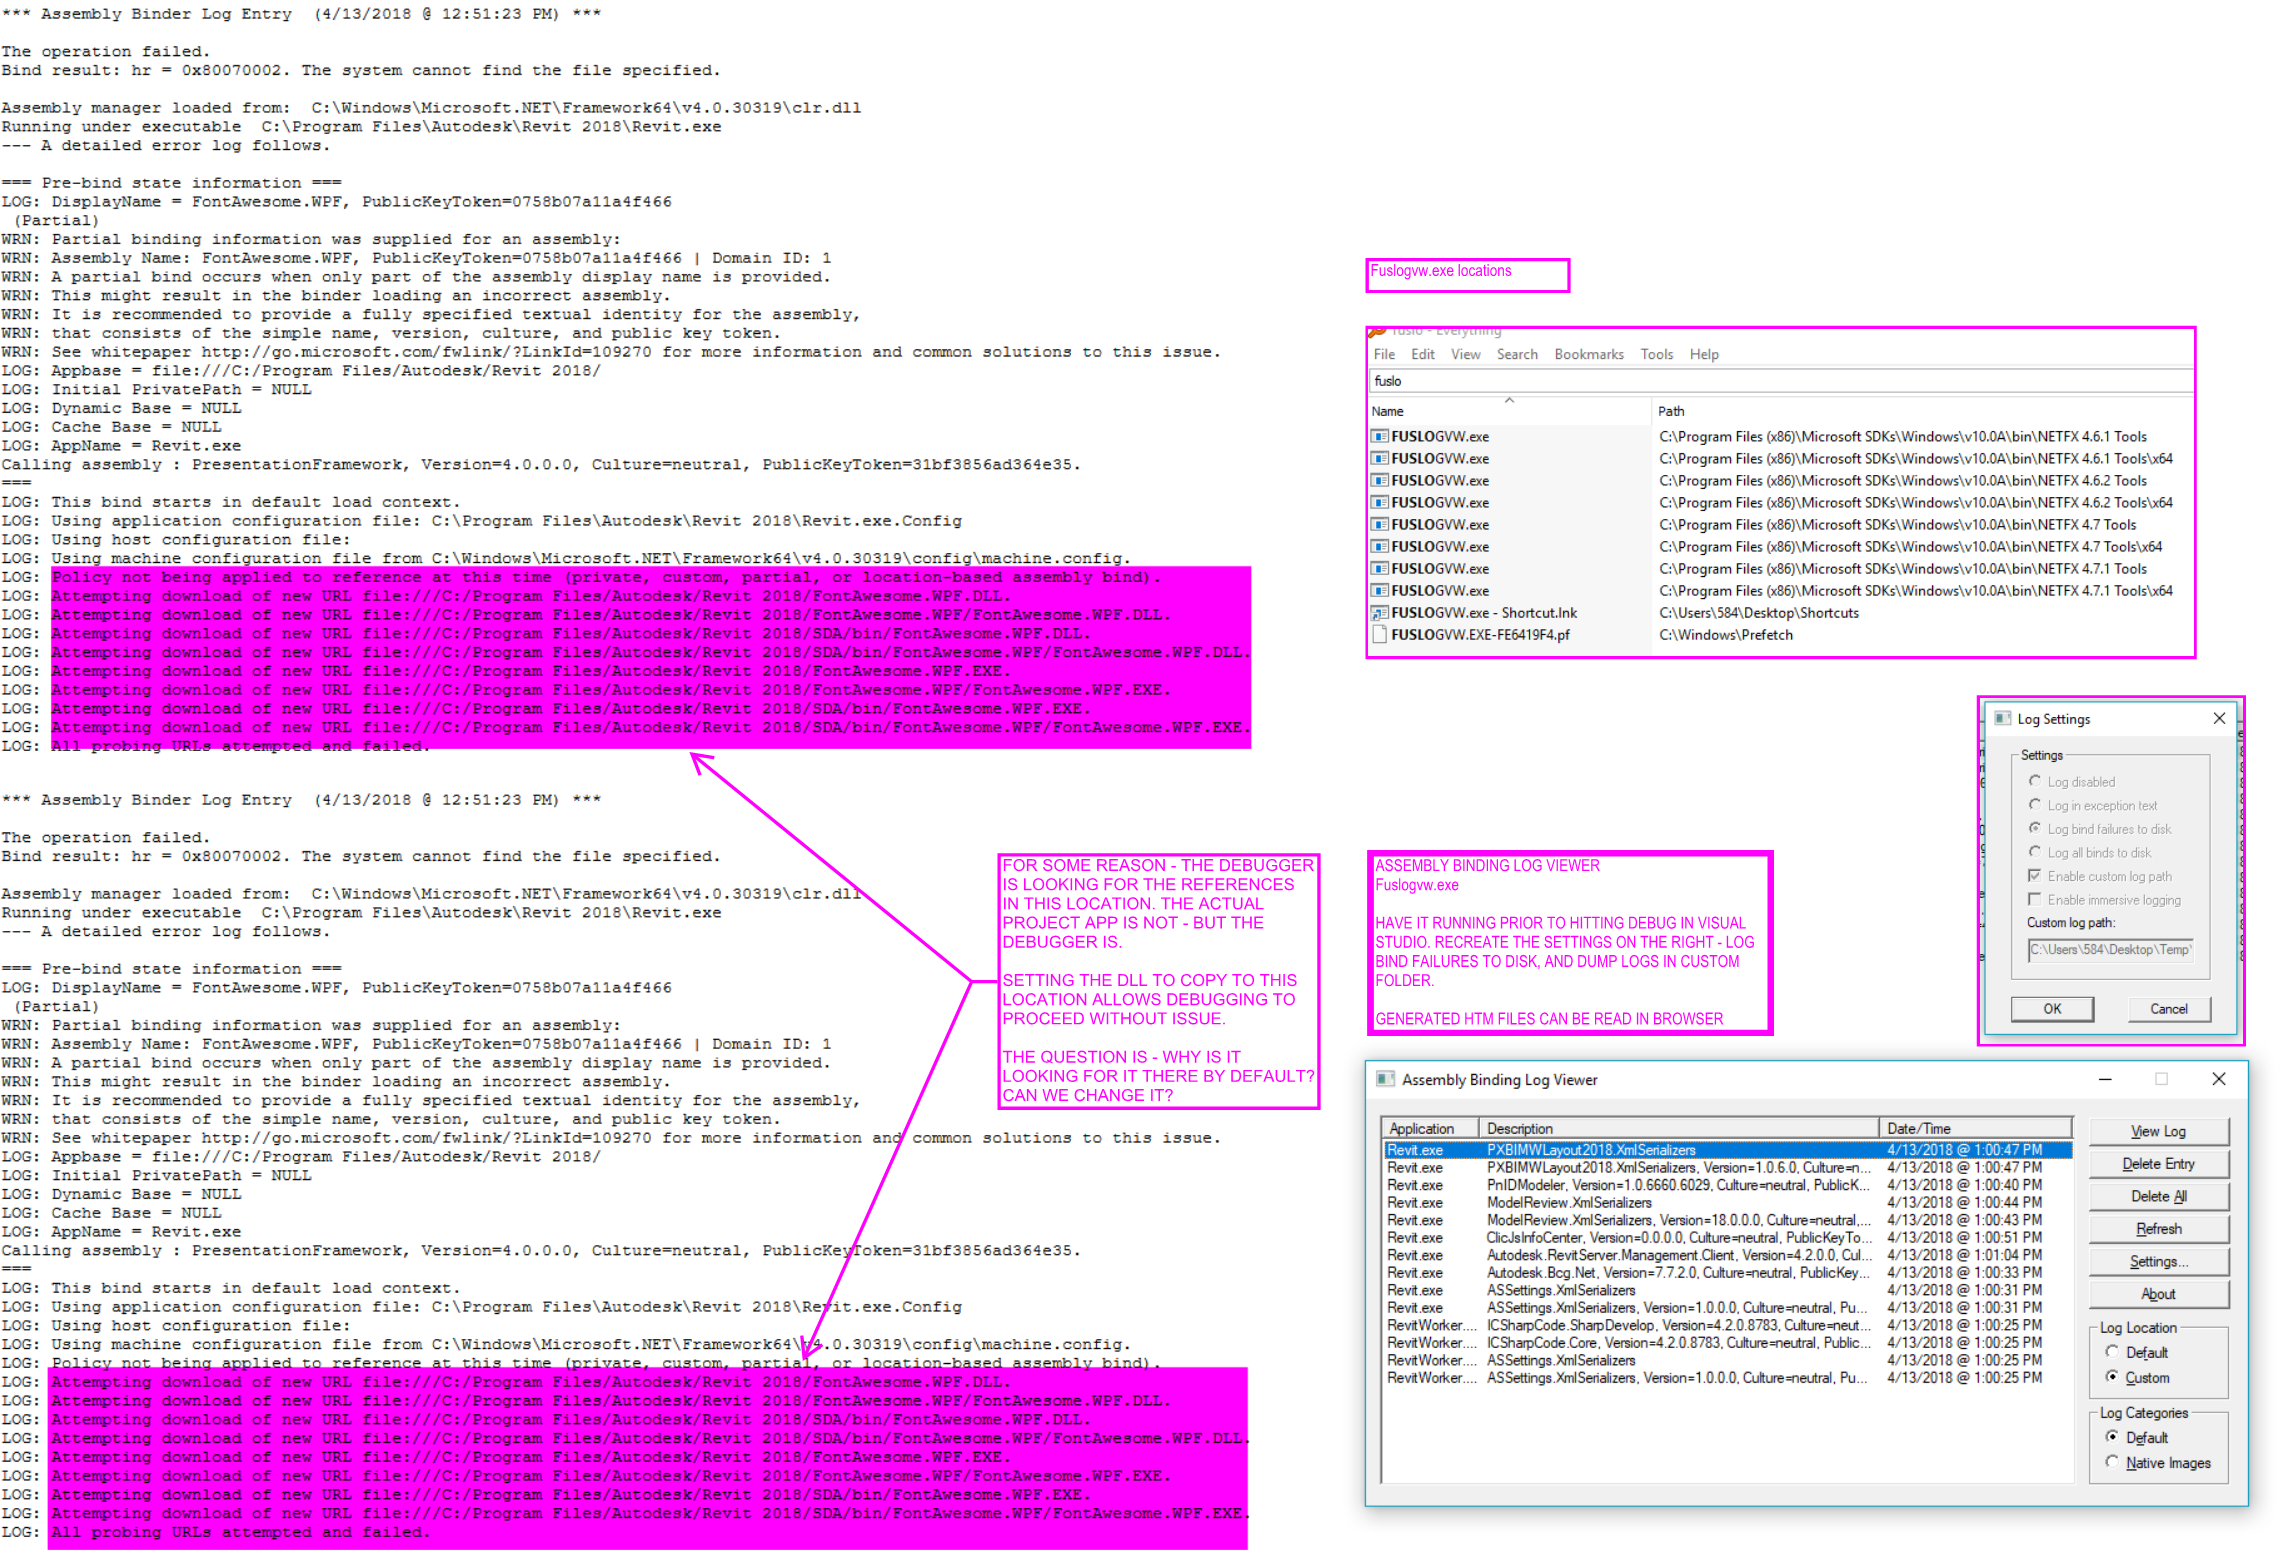 *** Assembly Binder Log Entry  (4/13/2018 @ 12:51:23 PM) ***
The operation failed.
Bind result: hr = 0x80070002. The system cannot find the file specified.
Assembly manager loaded from:  C:\Windows\Microsoft.NET\Framework64\v4.0.30319\clr.dll
Running under executable  C:\Program Files\Autodesk\Revit 2018\Revit.exe
--- A detailed error log follows.
=== Pre-bind state information ===
LOG: DisplayName = FontAwesome.WPF, PublicKeyToken=0758b07a11a4f466
(Partial)
WRN: Partial binding information was supplied for an assembly:
WRN: Assembly Name: FontAwesome.WPF, PublicKeyToken=0758b07a11a4f466 | Domain ID: 1
WRN: A partial bind occurs when only part of the assembly display name is provided.
WRN: This might result in the binder loading an incorrect assembly.
WRN: It is recommended to provide a fully specified textual identity for the assembly,
WRN: that consists of the simple name, version, culture, and public key token.
WRN: See whitepaper http://go.microsoft.com/fwlink/?LinkId=109270 for more information and common solutions to this issue.
LOG: Appbase = file:///C:/Program Files/Autodesk/Revit 2018/
LOG: Initial PrivatePath = NULL
LOG: Dynamic Base = NULL
LOG: Cache Base = NULL
LOG: AppName = Revit.exe
Calling assembly : PresentationFramework, Version=4.0.0.0, Culture=neutral, PublicKeyToken=31bf3856ad364e35.
===
LOG: This bind starts in default load context.
LOG: Using application configuration file: C:\Program Files\Autodesk\Revit 2018\Revit.exe.Config
LOG: Using host configuration file:
LOG: Using machine configuration file from C:\Windows\Microsoft.NET\Framework64\v4.0.30319\config\machine.config.
LOG: Policy not being applied to reference at this time (private, custom, partial, or location-based assembly bind).
LOG: Attempting download of new URL file:///C:/Program Files/Autodesk/Revit 2018/FontAwesome.WPF.DLL.
LOG: Attempting download of new URL file:///C:/Program Files/Autodesk/Revit 2018/FontAwesome.WPF/FontAwesome.WPF.DLL.
LOG: Attempting download of new URL file:///C:/Program Files/Autodesk/Revit 2018/SDA/bin/FontAwesome.WPF.DLL.
LOG: Attempting download of new URL file:///C:/Program Files/Autodesk/Revit 2018/SDA/bin/FontAwesome.WPF/FontAwesome.WPF.DLL.
LOG: Attempting download of new URL file:///C:/Program Files/Autodesk/Revit 2018/FontAwesome.WPF.EXE.
LOG: Attempting download of new URL file:///C:/Program Files/Autodesk/Revit 2018/FontAwesome.WPF/FontAwesome.WPF.EXE.
LOG: Attempting download of new URL file:///C:/Program Files/Autodesk/Revit 2018/SDA/bin/FontAwesome.WPF.EXE.
LOG: Attempting download of new URL file:///C:/Program Files/Autodesk/Revit 2018/SDA/bin/FontAwesome.WPF/FontAwesome.WPF.EXE.
LOG: All probing URLs attempted and failed.
*** Assembly Binder Log Entry  (4/13/2018 @ 12:51:23 PM) ***
The operation failed.
Bind result: hr = 0x80070002. The system cannot find the file specified.
Assembly manager loaded from:  C:\Windows\Microsoft.NET\Framework64\v4.0.30319\clr.dll
Running under executable  C:\Program Files\Autodesk\Revit 2018\Revit.exe
--- A detailed error log follows.
=== Pre-bind state information ===
LOG: DisplayName = FontAwesome.WPF, PublicKeyToken=0758b07a11a4f466
(Partial)
WRN: Partial binding information was supplied for an assembly:
WRN: Assembly Name: FontAwesome.WPF, PublicKeyToken=0758b07a11a4f466 | Domain ID: 1
WRN: A partial bind occurs when only part of the assembly display name is provided.
WRN: This might result in the binder loading an incorrect assembly.
WRN: It is recommended to provide a fully specified textual identity for the assembly,
WRN: that consists of the simple name, version, culture, and public key token.
WRN: See whitepaper http://go.microsoft.com/fwlink/?LinkId=109270 for more information and common solutions to this issue.
LOG: Appbase = file:///C:/Program Files/Autodesk/Revit 2018/
LOG: Initial PrivatePath = NULL
LOG: Dynamic Base = NULL
LOG: Cache Base = NULL
LOG: AppName = Revit.exe
Calling assembly : PresentationFramework, Version=4.0.0.0, Culture=neutral, PublicKeyToken=31bf3856ad364e35.
===
LOG: This bind starts in default load context.
LOG: Using application configuration file: C:\Program Files\Autodesk\Revit 2018\Revit.exe.Config
LOG: Using host configuration file:
LOG: Using machine configuration file from C:\Windows\Microsoft.NET\Framework64\v4.0.30319\config\machine.config.
LOG: Policy not being applied to reference at this time (private, custom, partial, or location-based assembly bind).
LOG: Attempting download of new URL file:///C:/Program Files/Autodesk/Revit 2018/FontAwesome.WPF.DLL.
LOG: Attempting download of new URL file:///C:/Program Files/Autodesk/Revit 2018/FontAwesome.WPF/FontAwesome.WPF.DLL.
LOG: Attempting download of new URL file:///C:/Program Files/Autodesk/Revit 2018/SDA/bin/FontAwesome.WPF.DLL.
LOG: Attempting download of new URL file:///C:/Program Files/Autodesk/Revit 2018/SDA/bin/FontAwesome.WPF/FontAwesome.WPF.DLL.
LOG: Attempting download of new URL file:///C:/Program Files/Autodesk/Revit 2018/FontAwesome.WPF.EXE.
LOG: Attempting download of new URL file:///C:/Program Files/Autodesk/Revit 2018/FontAwesome.WPF/FontAwesome.WPF.EXE.
LOG: Attempting download of new URL file:///C:/Program Files/Autodesk/Revit 2018/SDA/bin/FontAwesome.WPF.EXE.
LOG: Attempting download of new URL file:///C:/Program Files/Autodesk/Revit 2018/SDA/bin/FontAwesome.WPF/FontAwesome.WPF.EXE.
LOG: All probing URLs attempted and failed.
FOR SOME REASON - THE DEBUGGER
IS LOOKING FOR THE REFERENCES
IN THIS LOCATION. THE ACTUAL
PROJECT APP IS NOT - BUT THE
DEBUGGER IS.
SETTING THE DLL TO COPY TO THIS
LOCATION ALLOWS DEBUGGING TO
PROCEED WITHOUT ISSUE.
THE QUESTION IS - WHY IS IT
LOOKING FOR IT THERE BY DEFAULT?
CAN WE CHANGE IT?
Fuslogvw.exe locations
fuslo - Everything
File Edit View Search Bookmarks Tools Help
fuslo
Name Path
FUSLOGVW.exe C:\Program Files (x86)\Microsoft SDKs\Windows\v10.0A\bin\NETFX 4.6.1 Tools
FUSLOGVW.exe C:\Program Files (x86)\Microsoft SDKs\Windows\v10.0A\bin\NETFX 4.6.1 Tools\x64
FUSLOGVW.exe C:\Program Files (x86)\Microsoft SDKs\Windows\v10.0A\bin\NETFX 4.6.2 Tools
FUSLOGVW.exe C:\Program Files (x86)\Microsoft SDKs\Windows\v10.0A\bin\NETFX 4.6.2 Tools\x64
FUSLOGVW.exe C:\Program Files (x86)\Microsoft SDKs\Windows\v10.0A\bin\NETFX 4.7 Tools
FUSLOGVW.exe C:\Program Files (x86)\Microsoft SDKs\Windows\v10.0A\bin\NETFX 4.7 Tools\x64
FUSLOGVW.exe C:\Program Files (x86)\Microsoft SDKs\Windows\v10.0A\bin\NETFX 4.7.1 Tools
FUSLOGVW.exe C:\Program Files (x86)\Microsoft SDKs\Windows\v10.0A\bin\NETFX 4.7.1 Tools\x64
FUSLOGVW.exe - Shortcut.lnk C:\Users\584\Desktop\Shortcuts
FUSLOGVW.EXE-FE6419F4.pf C:\Windows\Prefetch
Log Settings
Settings
Log disabled
Log in exception text
Log bind failures to disk
Log all binds to disk
Enable custom log path
Enable immersive logging
Custom log path:
C:\Users\584\Desktop\Temp
OK Cancel
ASSEMBLY BINDING LOG VIEWER
Fuslogvw.exe
HAVE IT RUNNING PRIOR TO HITTING DEBUG IN VISUAL
STUDIO. RECREATE THE SETTINGS ON THE RIGHT - LOG
BIND FAILURES TO DISK, AND DUMP LOGS IN CUSTOM
FOLDER.
GENERATED HTM FILES CAN BE READ IN BROWSER
Assembly Binding Log Viewer
Application Description Date/Time
Revit.exe PXBIMWLayout2018.XmlSerializers 4/13/2018 @ 1:00:47 PM
Revit.exe PXBIMWLayout2018.XmlSerializers, Version=1.0.6.0, Culture=n... 4/13/2018 @ 1:00:47 PM
Revit.exe PnIDModeler, Version=1.0.6660.6029, Culture=neutral, PublicK... 4/13/2018 @ 1:00:40 PM
Revit.exe ModelReview.XmlSerializers 4/13/2018 @ 1:00:44 PM
Revit.exe ModelReview.XmlSerializers, Version=18.0.0.0, Culture=neutral,... 4/13/2018 @ 1:00:43 PM
Revit.exe ClicJsInfoCenter, Version=0.0.0.0, Culture=neutral, PublicKeyTo... 4/13/2018 @ 1:00:51 PM
Revit.exe Autodesk.RevitServer.Management.Client, Version=4.2.0.0, Cul... 4/13/2018 @ 1:01:04 PM
Revit.exe Autodesk.Bcg.Net, Version=7.7.2.0, Culture=neutral, PublicKey... 4/13/2018 @ 1:00:33 PM
Revit.exe ASSettings.XmlSerializers 4/13/2018 @ 1:00:31 PM
Revit.exe ASSettings.XmlSerializers, Version=1.0.0.0, Culture=neutral, Pu... 4/13/2018 @ 1:00:31 PM
RevitWorker.... ICSharpCode.SharpDevelop, Version=4.2.0.8783, Culture=neut... 4/13/2018 @ 1:00:25 PM
RevitWorker.... ICSharpCode.Core, Version=4.2.0.8783, Culture=neutral, Public... 4/13/2018 @ 1:00:25 PM
RevitWorker.... ASSettings.XmlSerializers 4/13/2018 @ 1:00:25 PM
RevitWorker.... ASSettings.XmlSerializers, Version=1.0.0.0, Culture=neutral, Pu... 4/13/2018 @ 1:00:25 PM
View Log
Delete Entry
Delete All
Refresh
Settings...
About
Log Location
Default
Custom
Log Categories
Default
Native Images